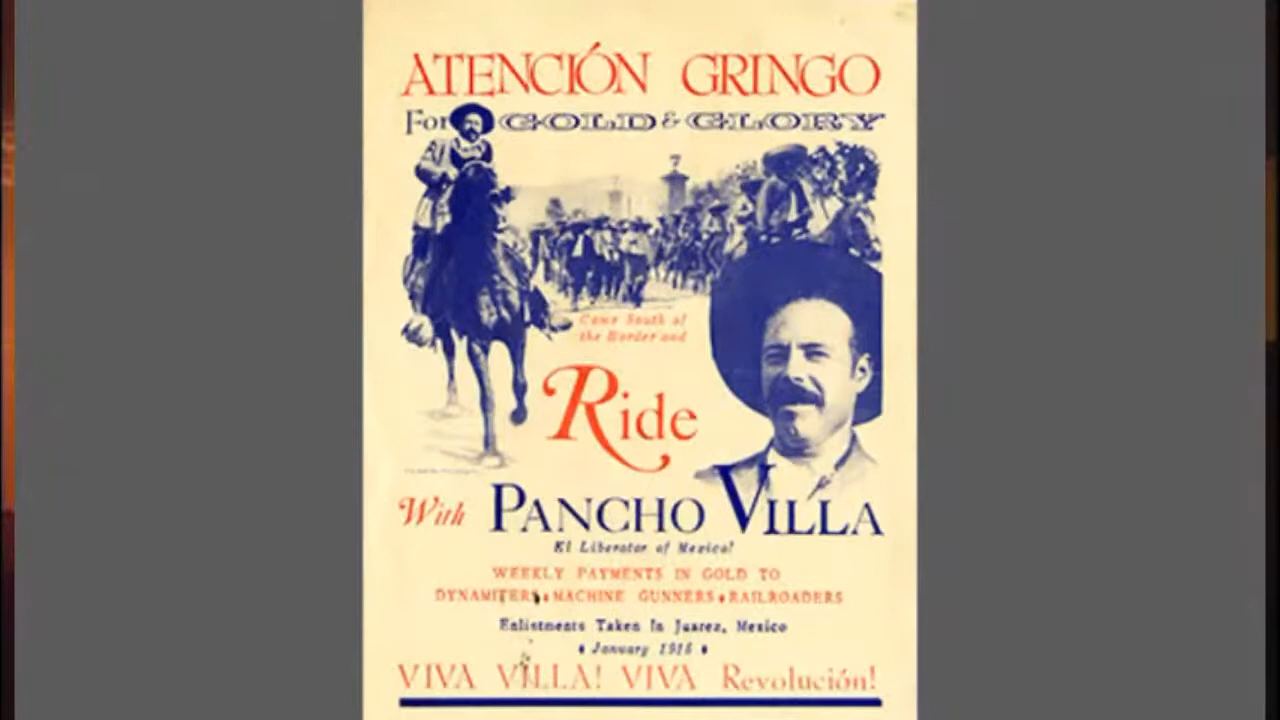 ATENCIÓN GRINGO
For GOLD & GLORY
Come South of
the Border and
Ride
With PANCHO VILLA
El Liberator of Mexico!
WEEKLY PAYMENTS IN GOLD TO
DYNAMITERS ♦ MACHINE GUNNERS ♦ RAILROADERS
Enlistments Taken In Juarez, Mexico
♦ January 1915 ♦
VIVA VILLA! VIVA Revolución!